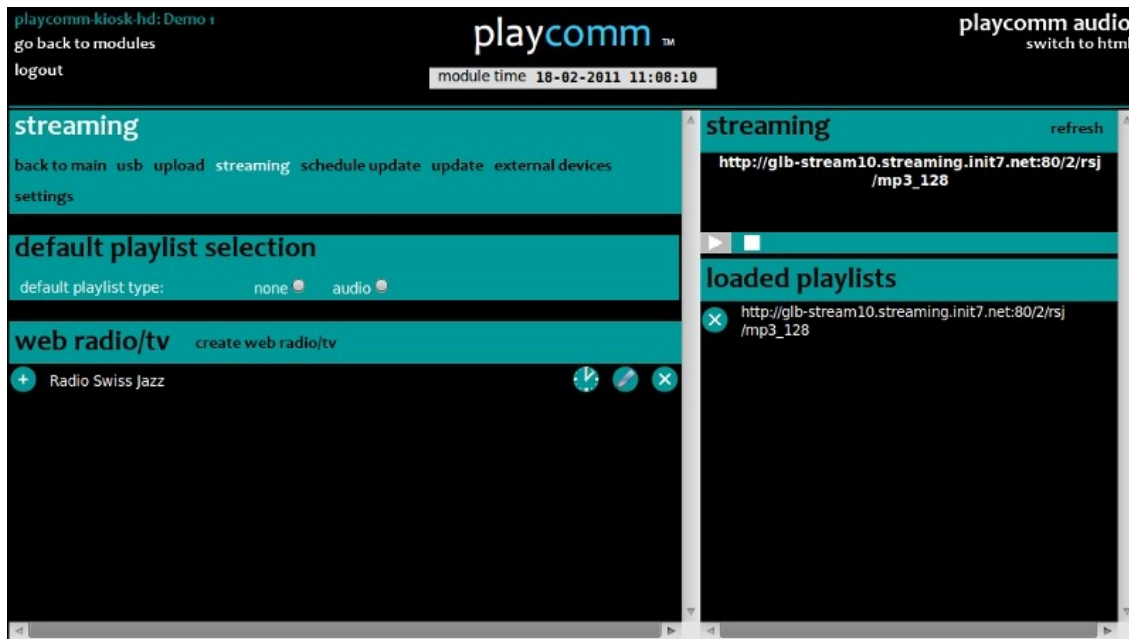 playcomm-kiosk-hd: Demo 1
go back to modules
logout
playcomm TM
module time 18-02-2011 11:08:10
playcomm audio
switch to html
streaming
back to main usb upload streaming schedule update update external devices
settings
default playlist selection
default playlist type: none audio
web radio/tv create web radio/tv
Radio Swiss Jazz
streaming refresh
http://glb-stream10.streaming.init7.net:80/2/rsj
/mp3_128
loaded playlists
http://glb-stream10.streaming.init7.net:80/2/rsj
/mp3_128